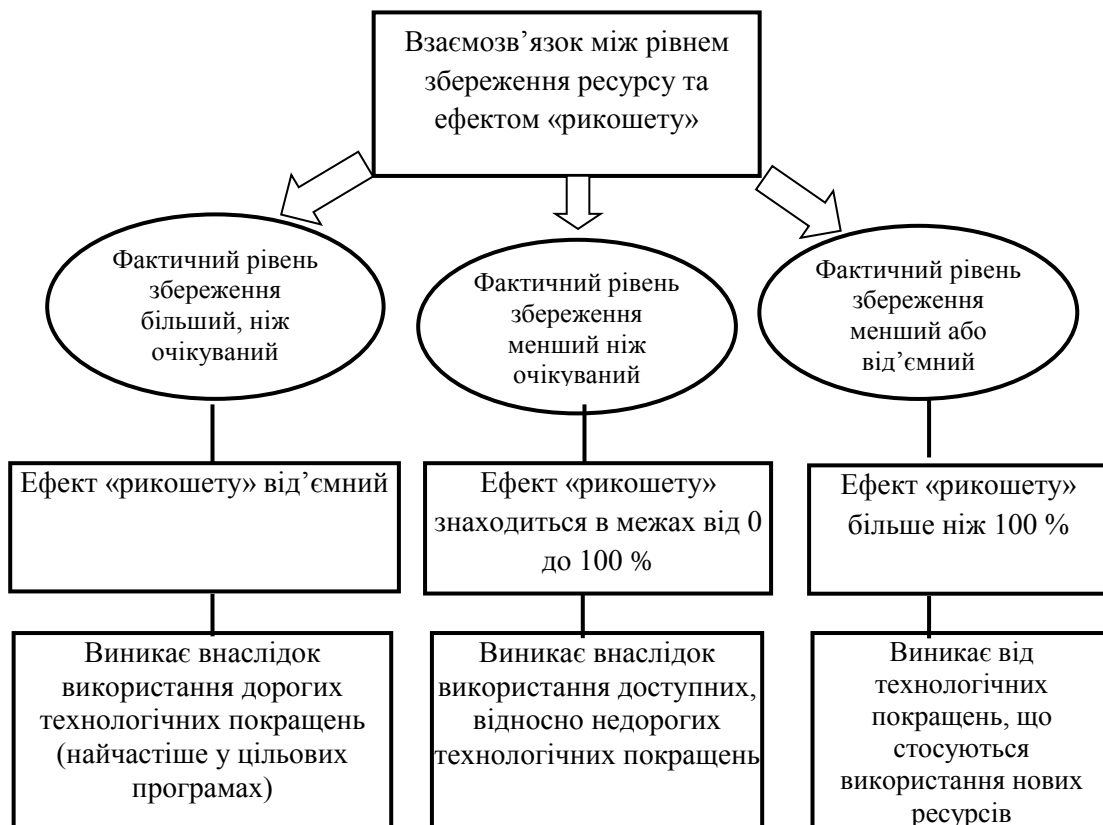 Взаємозв’язок між рівнем
збереження ресурсу та
ефектом «рикошету»
Фактичний рівень
збереження
більший, ніж
очікуваний
Фактичний рівень
збереження
менший ніж
очікуваний
Фактичний рівень
збереження
менший або
від’ємний
Ефект «рикошету» від’ємний
Ефект «рикошету»
знаходиться в межах від 0
до 100 %
Ефект «рикошету»
більше ніж 100 %
Виникає внаслідок
використання дорогих
технологічних покращень
(найчастіше у цільових
програмах)
Виникає внаслідок
використання доступних,
відносно недорогих
технологічних покращень
Виникає від
технологічних
покращень, що
стосуються
використання нових
ресурсів